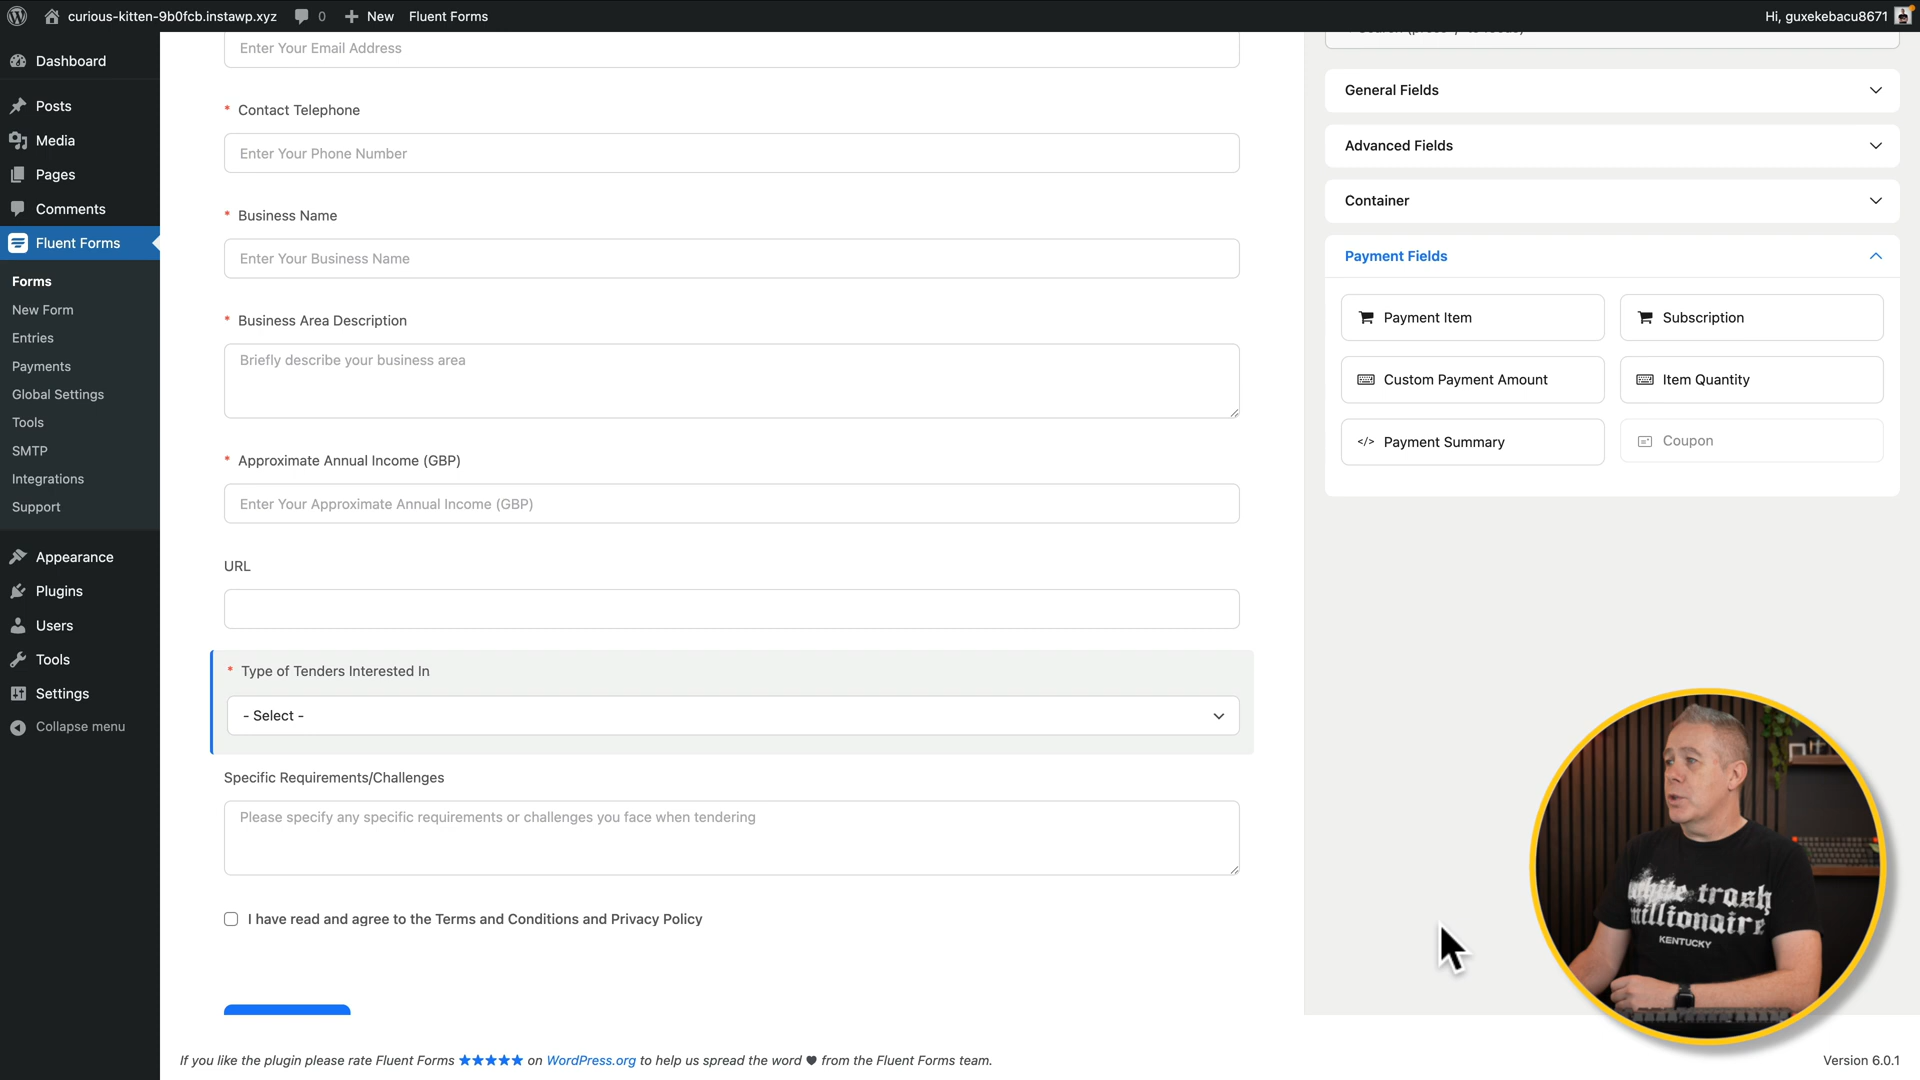 curious-kitten-9b0fcb.instawp.xyz 0 New Fluent Forms Hi, guxekebacu8671
Dashboard
Posts
Media
Pages
Comments
Fluent Forms
Forms
New Form
Entries
Payments
Global Settings
Tools
SMTP
Integrations
Support
Appearance
Plugins
Users
Tools
Settings
Collapse menu
Enter Your Email Address
* Contact Telephone
Enter Your Phone Number
* Business Name
Enter Your Business Name
* Business Area Description
Briefly describe your business area
* Approximate Annual Income (GBP)
Enter Your Approximate Annual Income (GBP)
URL
* Type of Tenders Interested In
- Select -
Specific Requirements/Challenges
Please specify any specific requirements or challenges you face when tendering
I have read and agree to the Terms and Conditions and Privacy Policy
General Fields
Advanced Fields
Container
Payment Fields
Payment Item
Subscription
Custom Payment Amount
Item Quantity
</> Payment Summary
Coupon
white trash
millionaire
KENTUCKY
If you like the plugin please rate Fluent Forms ★★★★★ on WordPress.org to help us spread the word ♥ from the Fluent Forms team.
Version 6.0.1